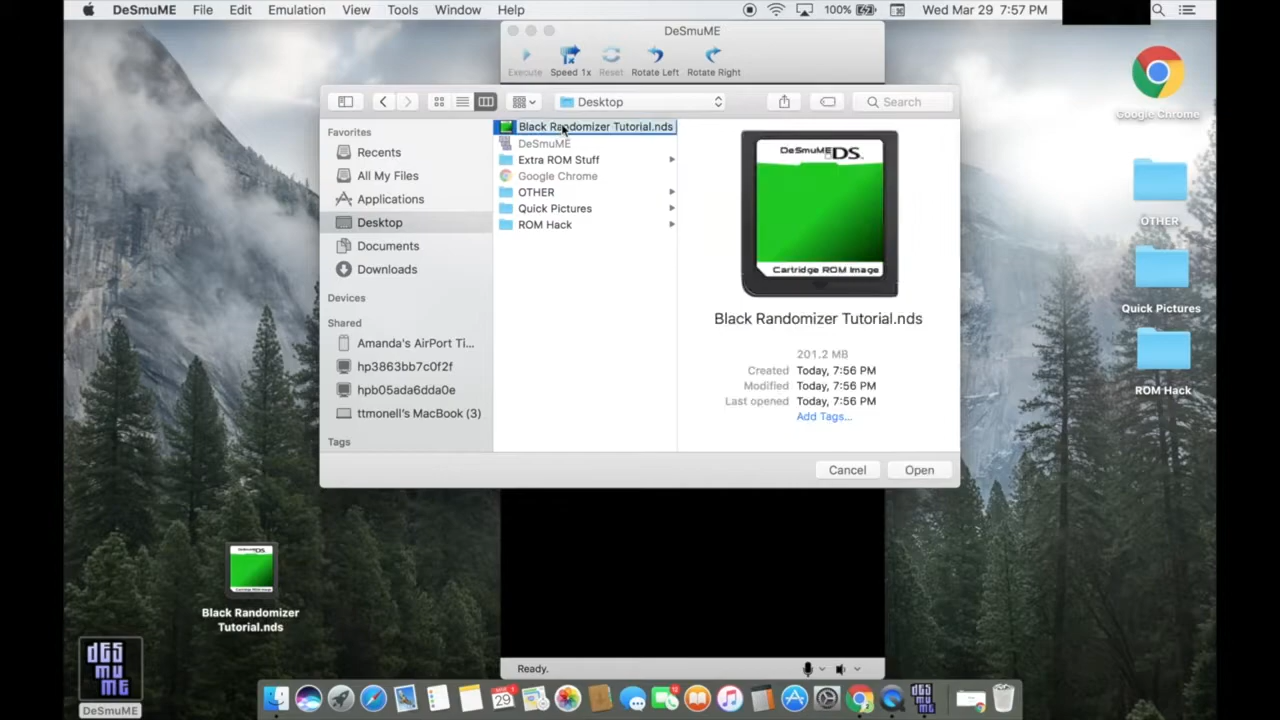 DeSmuME File Edit Emulation View Tools Window Help 100% Wed Mar 29 7:57 PM
DeSmuME
Execute Speed 1x Reset Rotate Left Rotate Right
Desktop
Search
Favorites
Recents
All My Files
Applications
Desktop
Documents
Downloads
Devices
Shared
Amanda's AirPort Ti...
hp3863bb7c0f2f
hpb05ada6dda0e
ttmonell's MacBook (3)
Tags
Black Randomizer Tutorial.nds
DeSmuME
Extra ROM Stuff
Google Chrome
OTHER
Quick Pictures
ROM Hack
DeSmuME DS
Cartridge ROM Image
Black Randomizer Tutorial.nds
201.2 MB
Created Today, 7:56 PM
Modified Today, 7:56 PM
Last opened Today, 7:56 PM
Add Tags...
Cancel Open
Google Chrome
OTHER
Quick Pictures
ROM Hack
Black Randomizer
Tutorial.nds
DES
MU
ME
DeSmuME
Ready.
29